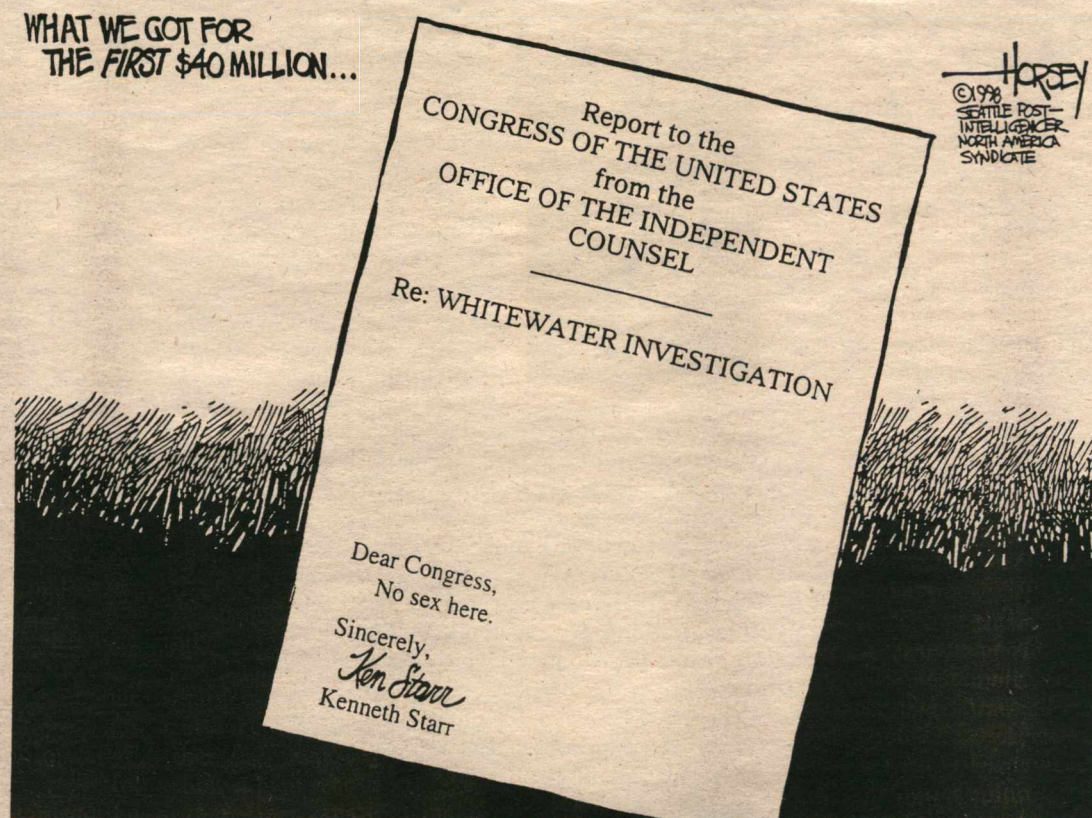 WHAT WE GOT FOR
THE FIRST $40 MILLION...
HORSEY
©1998
SEATTLE POST-
INTELLIGENCER
NORTH AMERICA
SYNDICATE
Report to the
CONGRESS OF THE UNITED STATES
from the
OFFICE OF THE INDEPENDENT
COUNSEL
Re: WHITEWATER INVESTIGATION
Dear Congress,
No sex here.
Sincerely,
Ken Starr
Kenneth Starr